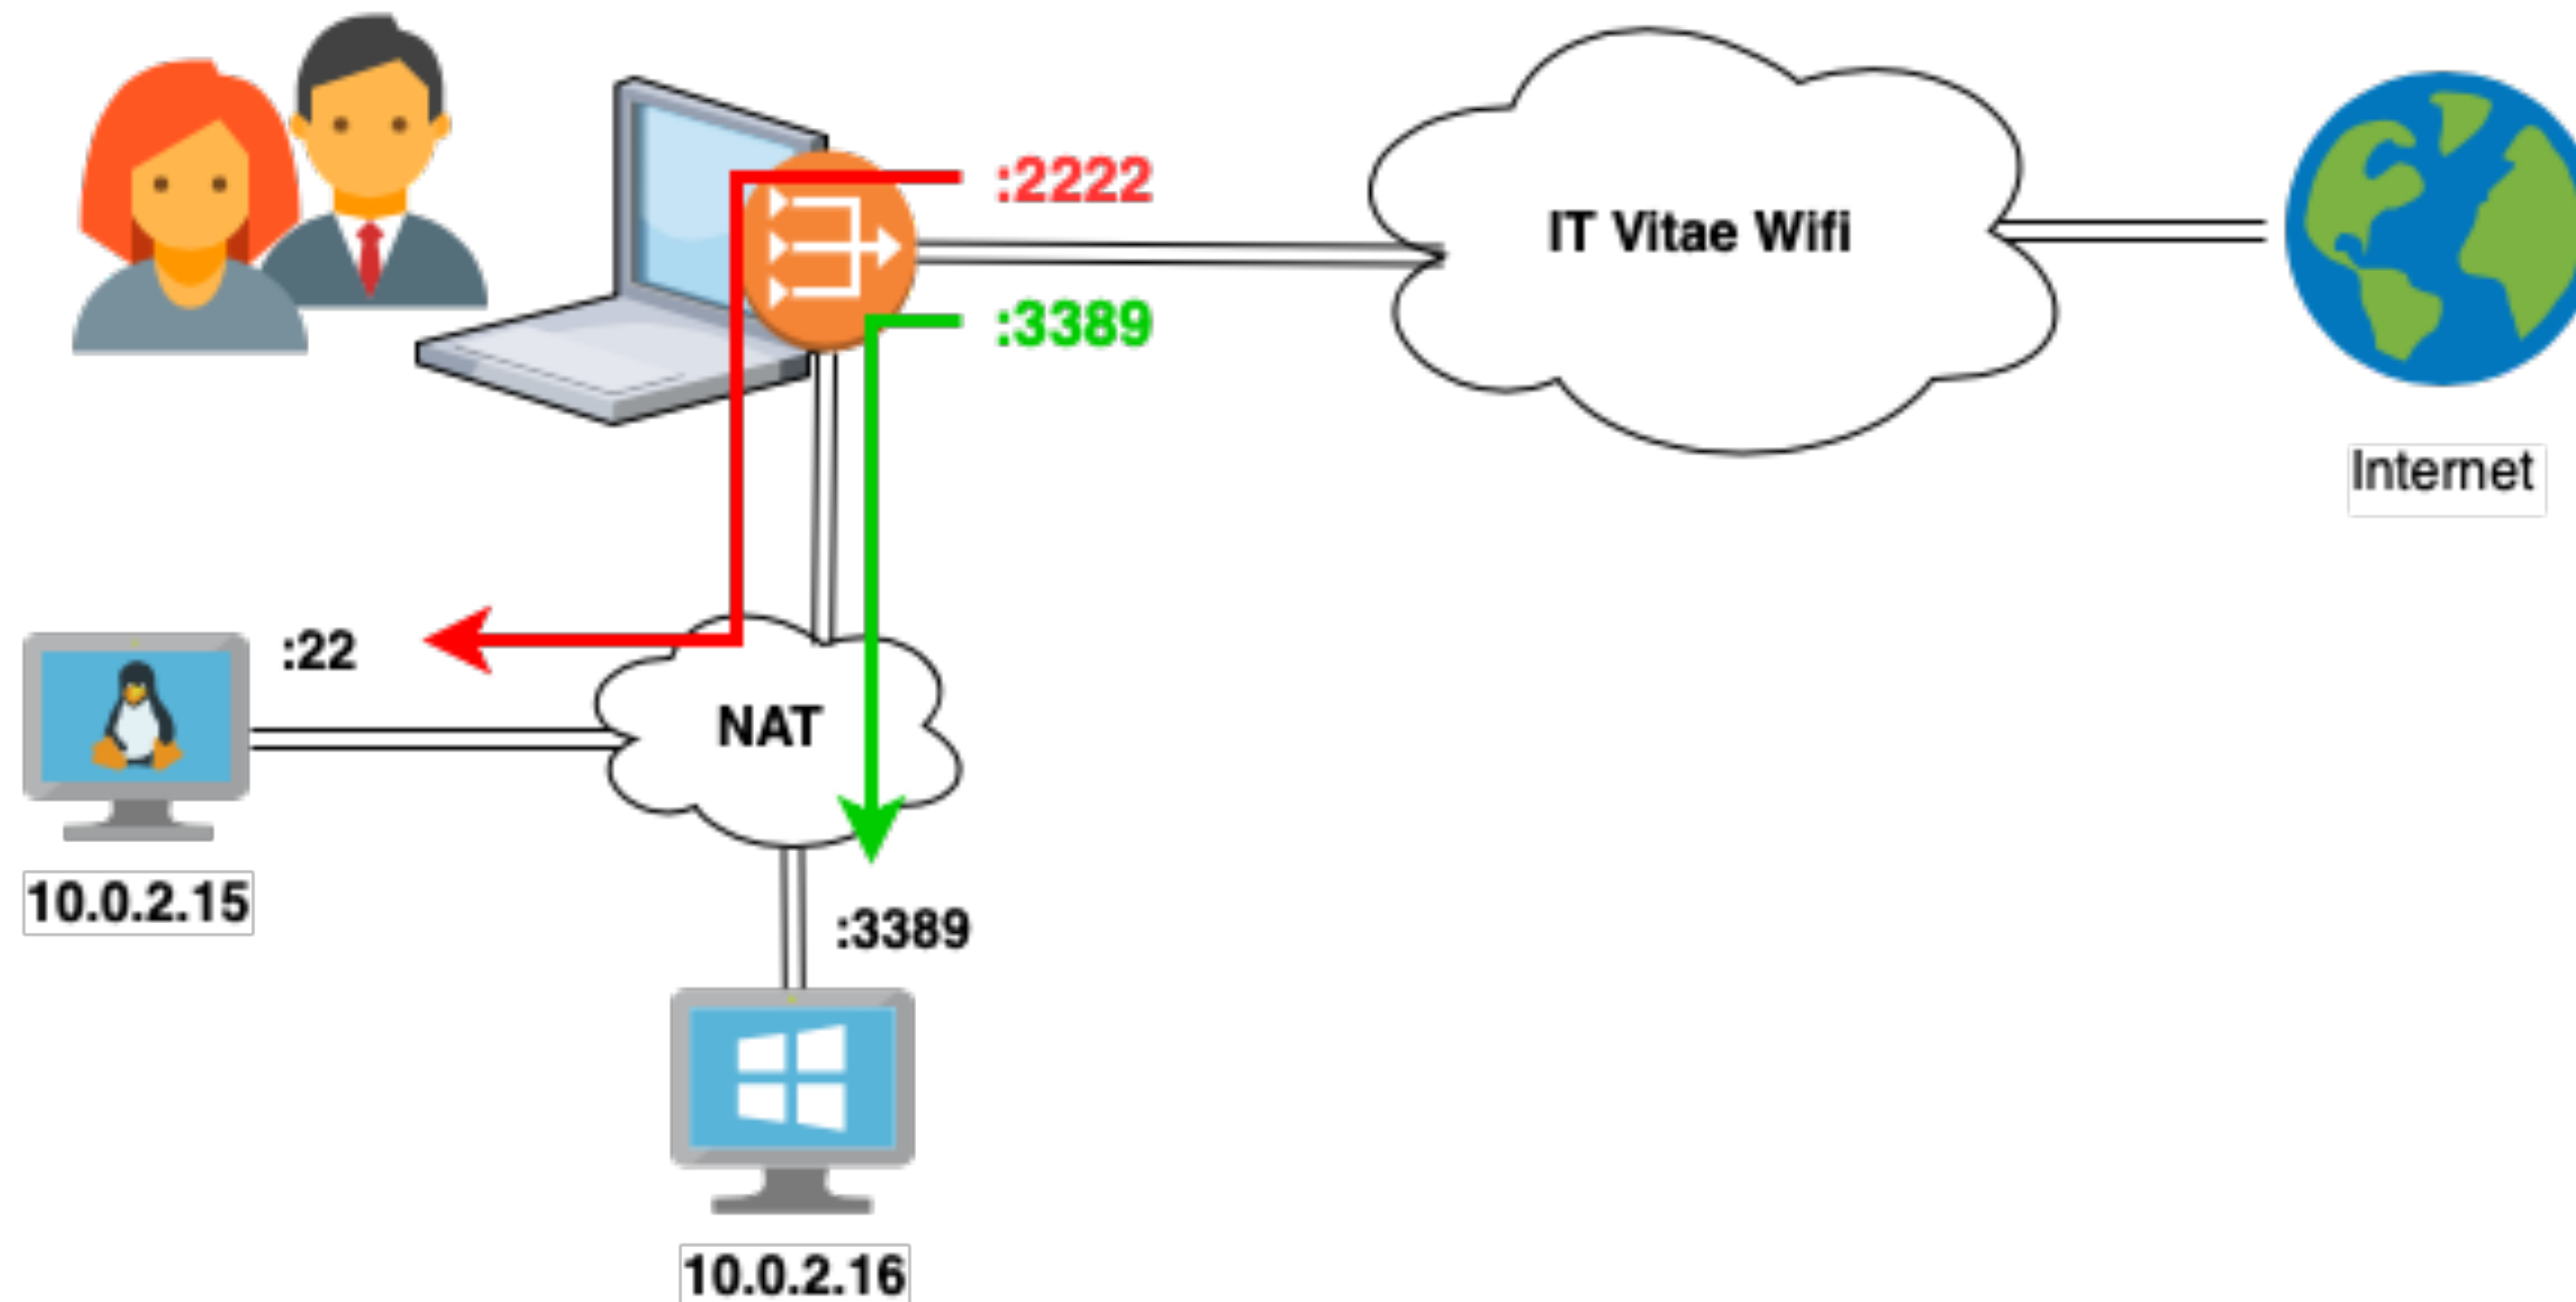 :2222
IT Vitae Wifi
:3389
Internet
:22
NAT
10.0.2.15
:3389
10.0.2.16